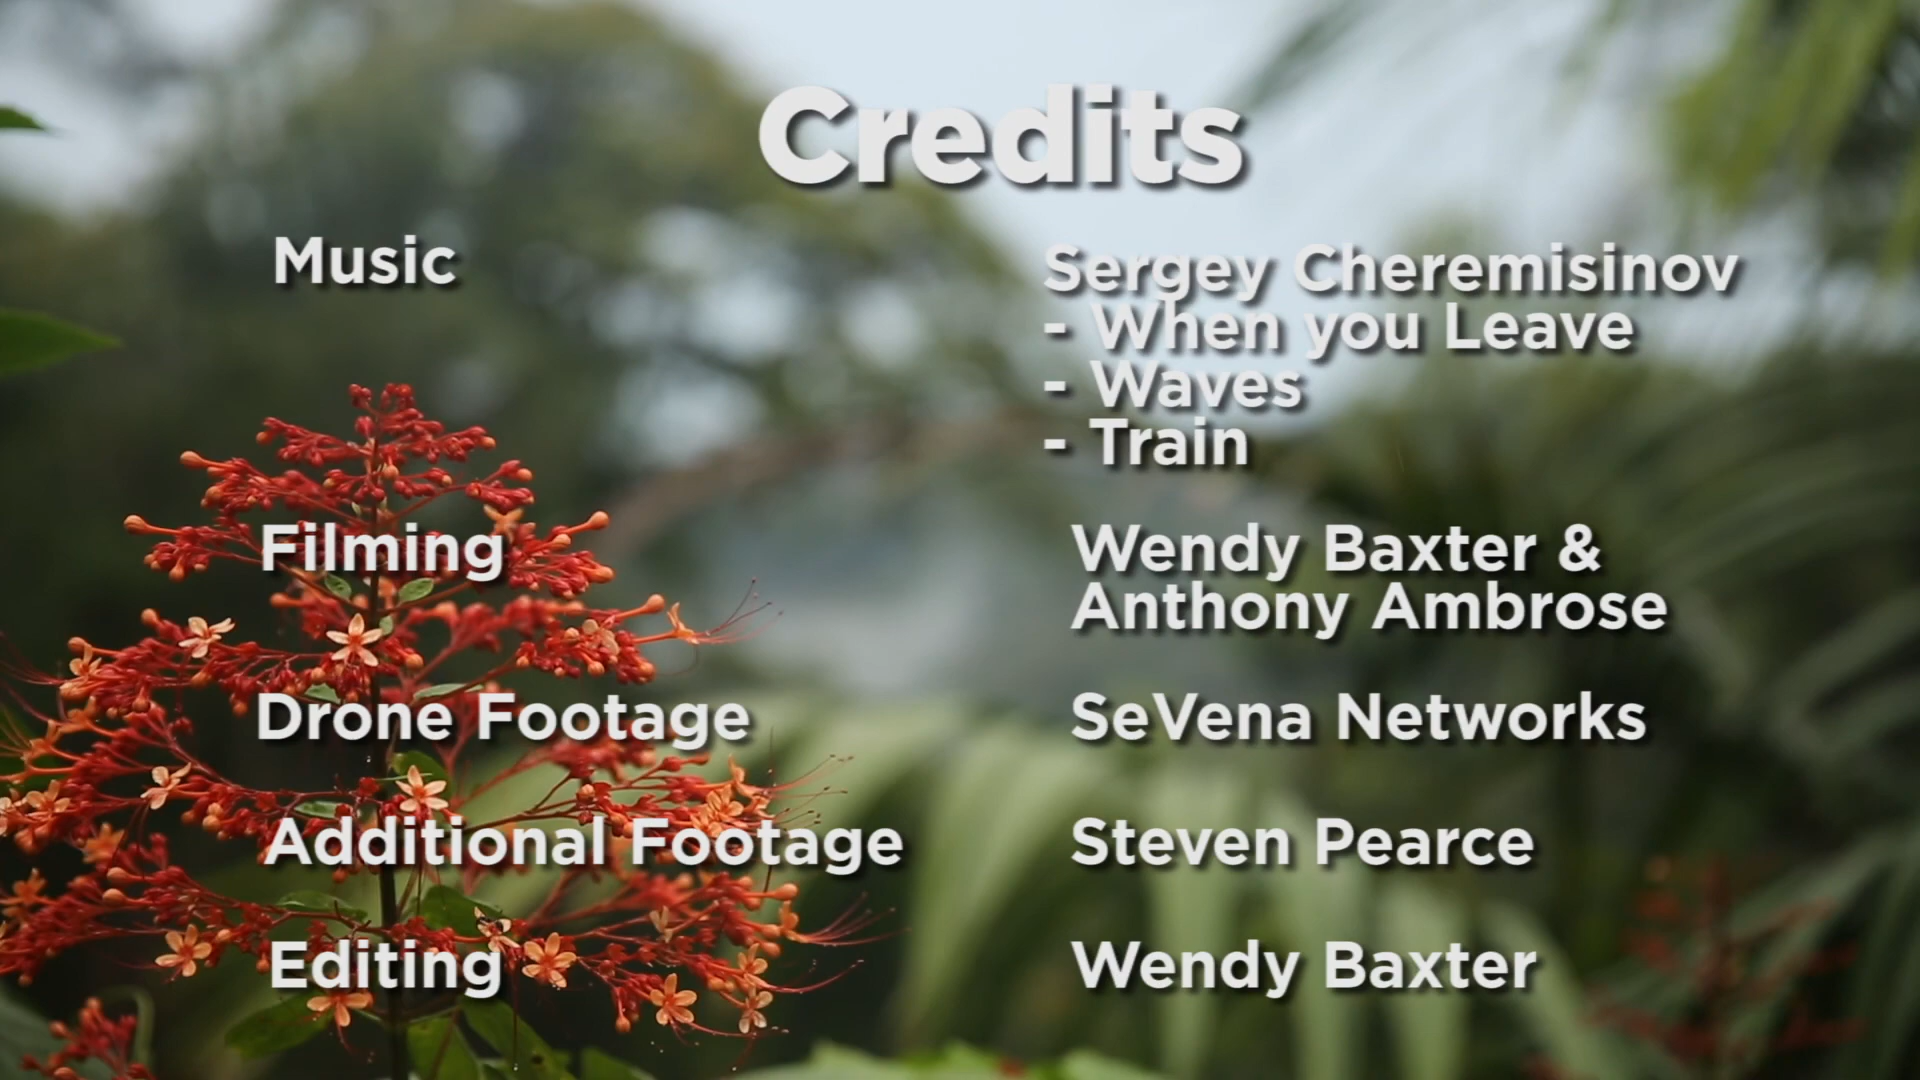 Credits
Music
Sergey Cheremisinov
- When you Leave
- Waves
- Train
Filming
Wendy Baxter &
Anthony Ambrose
Drone Footage
SeVena Networks
Additional Footage
Steven Pearce
Editing
Wendy Baxter